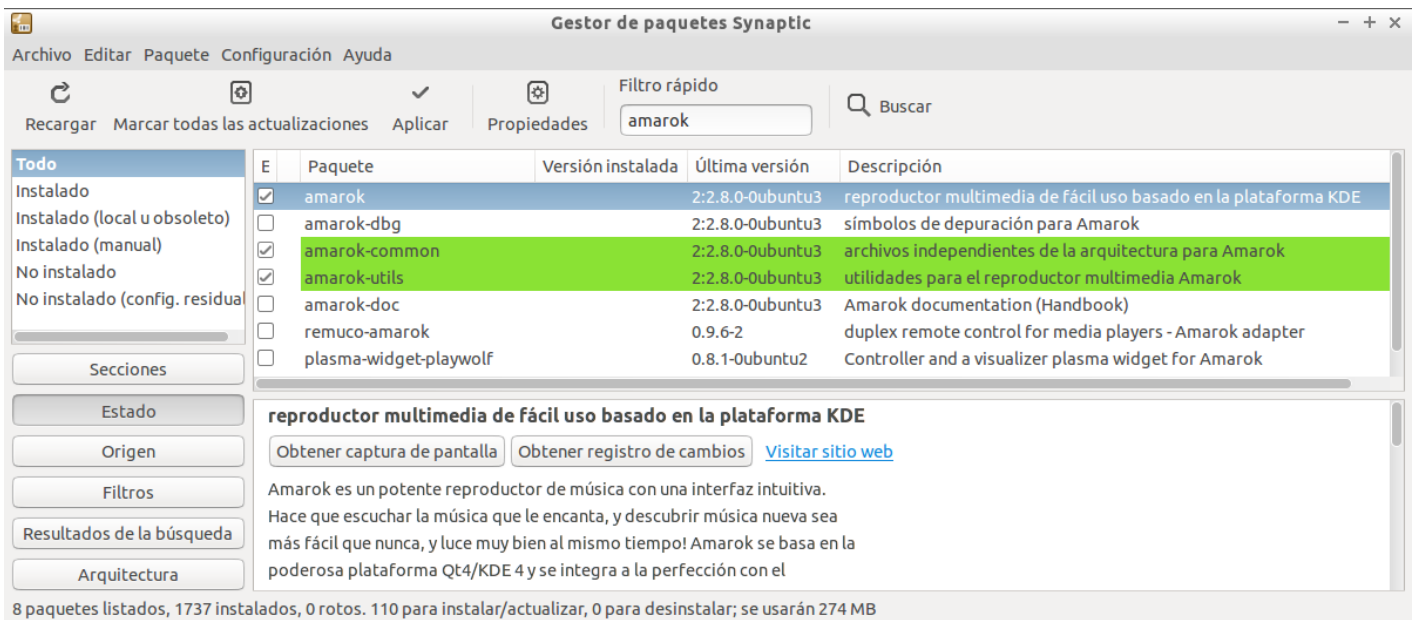 Gestor de paquetes Synaptic
Archivo Editar Paquete Configuración Ayuda
Recargar Marcar todas las actualizaciones Aplicar Propiedades Filtro rápido Buscar
amarok
Todo
Instalado
Instalado (local u obsoleto)
Instalado (manual)
No instalado
No instalado (config. residual
Secciones
Estado
Origen
Filtros
Resultados de la búsqueda
Arquitectura
E Paquete Versión instalada Última versión Descripción
amarok 2:2.8.0-0ubuntu3 reproductor multimedia de fácil uso basado en la plataforma KDE
amarok-dbg 2:2.8.0-0ubuntu3 símbolos de depuración para Amarok
amarok-common 2:2.8.0-0ubuntu3 archivos independientes de la arquitectura para Amarok
amarok-utils 2:2.8.0-0ubuntu3 utilidades para el reproductor multimedia Amarok
amarok-doc 2:2.8.0-0ubuntu3 Amarok documentation (Handbook)
remuco-amarok 0.9.6-2 duplex remote control for media players - Amarok adapter
plasma-widget-playwolf 0.8.1-0ubuntu2 Controller and a visualizer plasma widget for Amarok
reproductor multimedia de fácil uso basado en la plataforma KDE
Obtener captura de pantalla Obtener registro de cambios Visitar sitio web
Amarok es un potente reproductor de música con una interfaz intuitiva.
Hace que escuchar la música que le encanta, y descubrir música nueva sea
más fácil que nunca, y luce muy bien al mismo tiempo! Amarok se basa en la
poderosa plataforma Qt4/KDE 4 y se integra a la perfección con el
8 paquetes listados, 1737 instalados, 0 rotos. 110 para instalar/actualizar, 0 para desinstalar; se usarán 274 MB